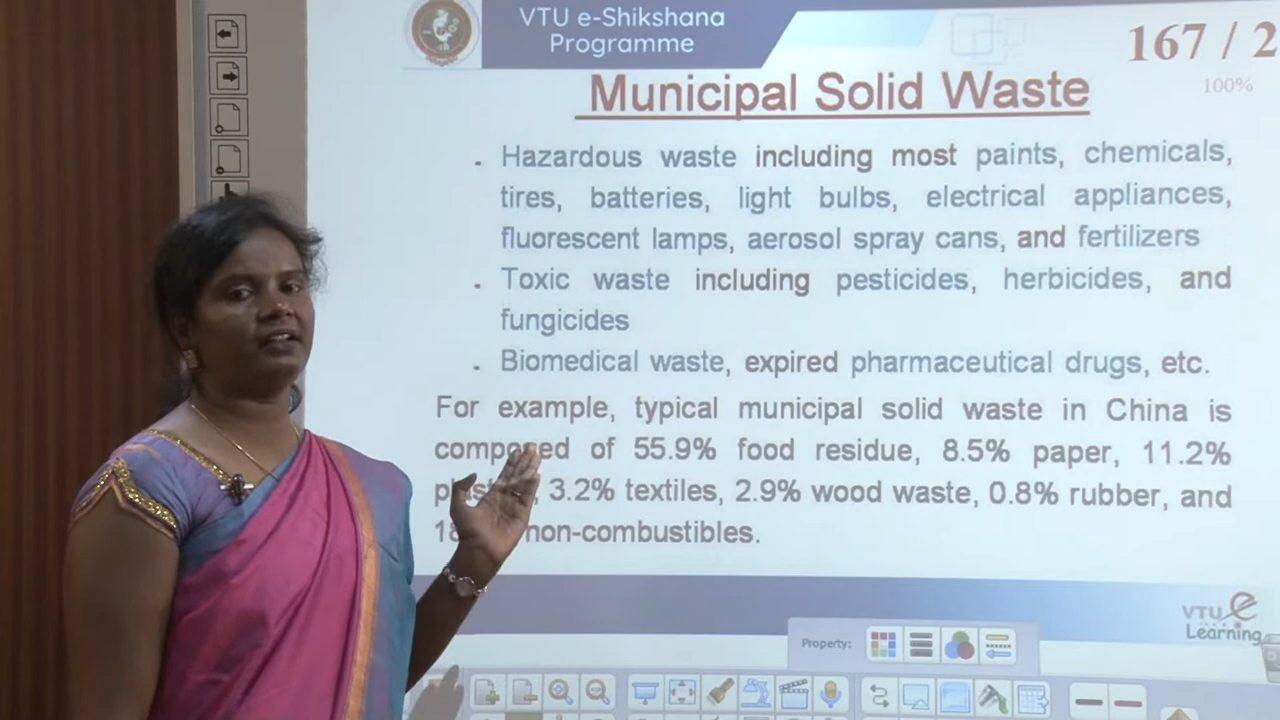 VTU e-Shikshana
Programme
167 / 2
100%
Municipal Solid Waste
. Hazardous waste including most paints, chemicals,
tires, batteries, light bulbs, electrical appliances,
fluorescent lamps, aerosol spray cans, and fertilizers
. Toxic waste including pesticides, herbicides, and
fungicides
. Biomedical waste, expired pharmaceutical drugs, etc.
For example, typical municipal solid waste in China is
composed of 55.9% food residue, 8.5% paper, 11.2%
3.2% textiles, 2.9% wood waste, 0.8% rubber, and
non-combustibles.
VTU e
Learning
Property: